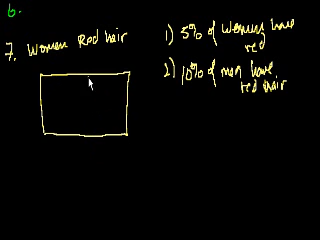 6.
7. Women Red hair
1) 5% of women have
red
2) 10% of men have
red hair